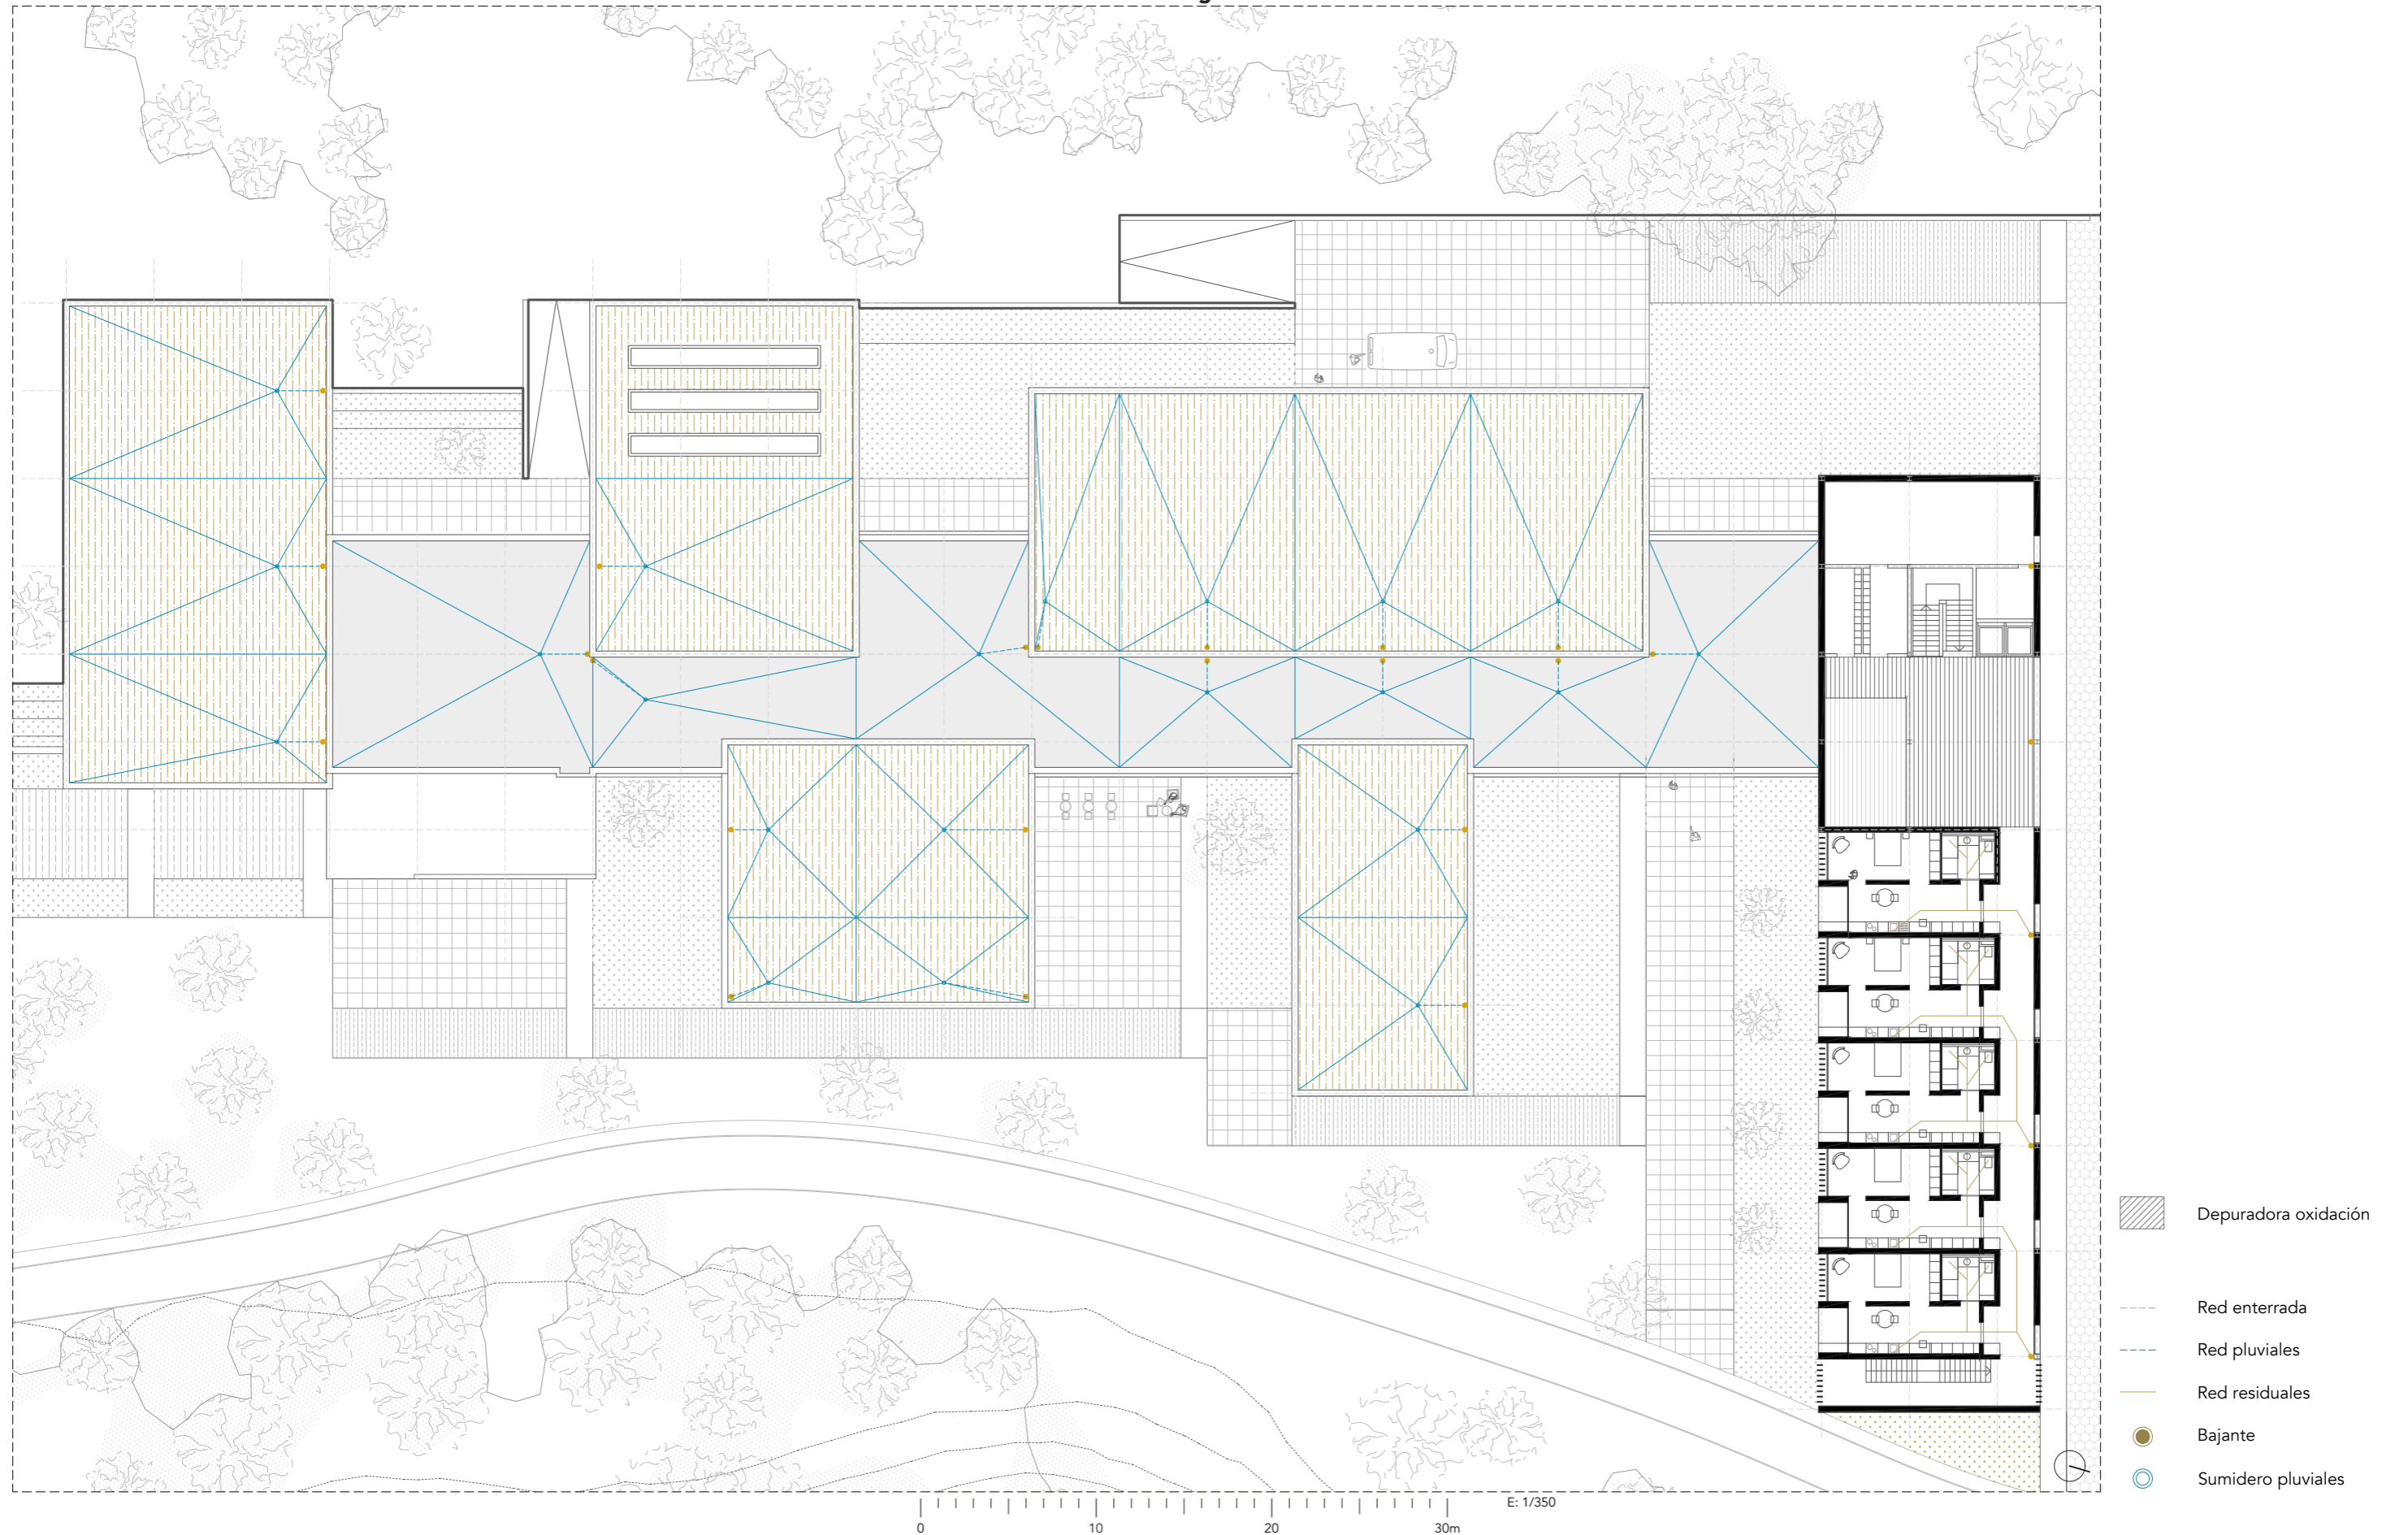 0 10 20 30m
E: 1/350
Depuradora oxidación
Red enterrada
Red pluviales
Red residuales
Bajante
Sumidero pluviales